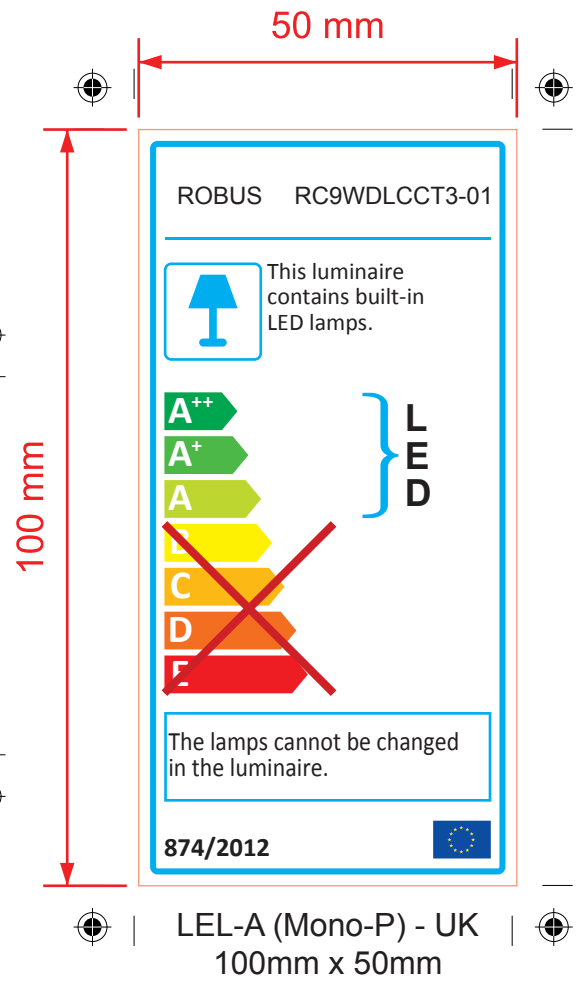 50 mm
100 mm
ROBUS RC9WDLCCT3-01
This luminaire
contains built-in
LED lamps.
A++
A+
A
B
C
D
E
L
E
D
The lamps cannot be changed
in the luminaire.
874/2012
LEL-A (Mono-P) - UK
100mm x 50mm